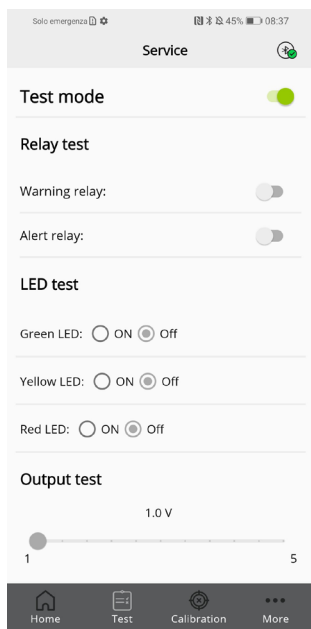 Solo emergenza 45% 08:37
Service
Test mode
Relay test
Warning relay:
Alert relay:
LED test
Green LED: ON Off
Yellow LED: ON Off
Red LED: ON Off
Output test
1.0 V
1 5
Home Test Calibration More